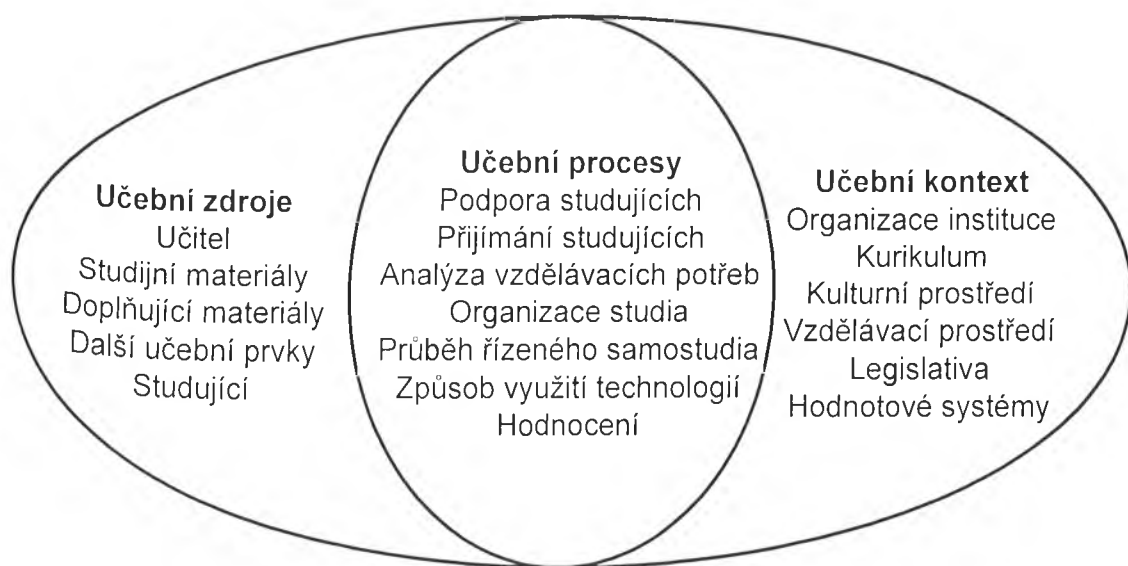 Učební zdroje
Učitel
Studijní materiály
Doplňující materiály
Další učební prvky
Studující
Učební procesy
Podpora studujících
Přijímání studujících
Analýza vzdělávacích potřeb
Organizace studia
Průběh řízeného samostudia
Způsob využití technologií
Hodnocení
Učební kontext
Organizace instituce
Kurikulum
Kulturní prostředí
Vzdělávací prostředí
Legislativa
Hodnotové systémy